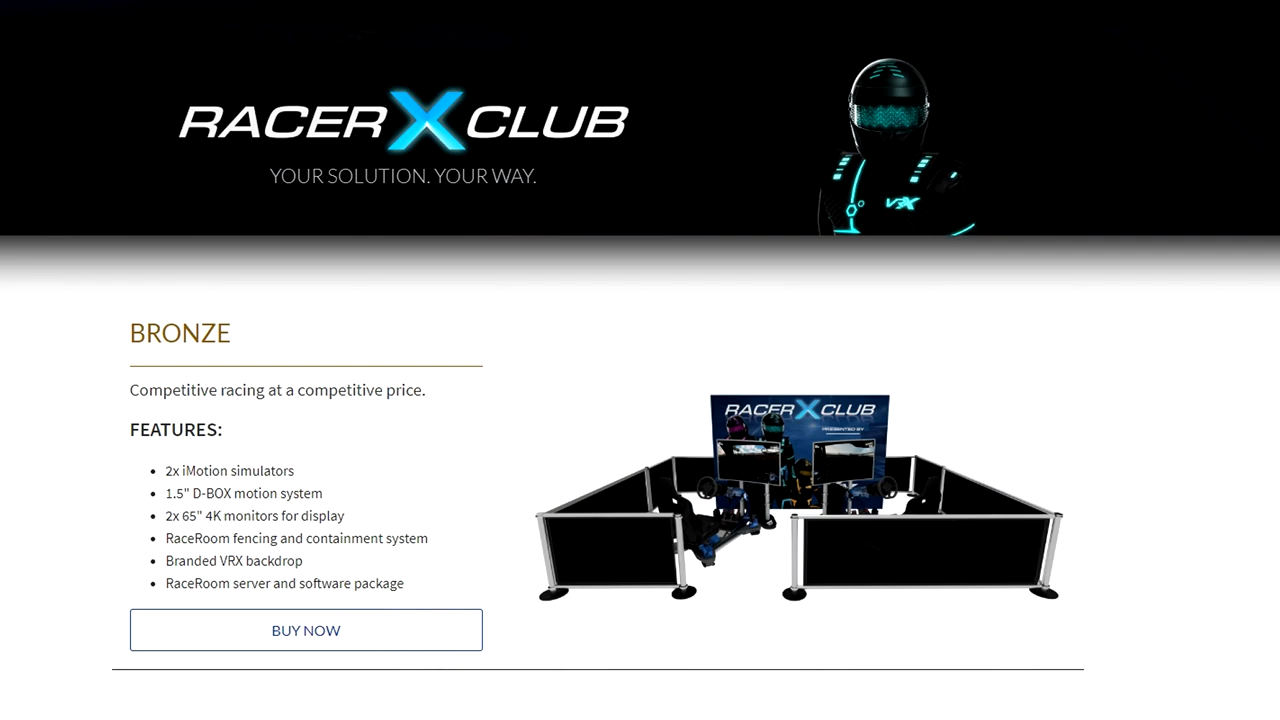 RACER X CLUB
YOUR SOLUTION. YOUR WAY.
VRX
BRONZE
Competitive racing at a competitive price.
FEATURES:
• 2x iMotion simulators
• 1.5" D-BOX motion system
• 2x 65" 4K monitors for display
• RaceRoom fencing and containment system
• Branded VRX backdrop
• RaceRoom server and software package
BUY NOW
RACER X CLUB
PRESENTED BY